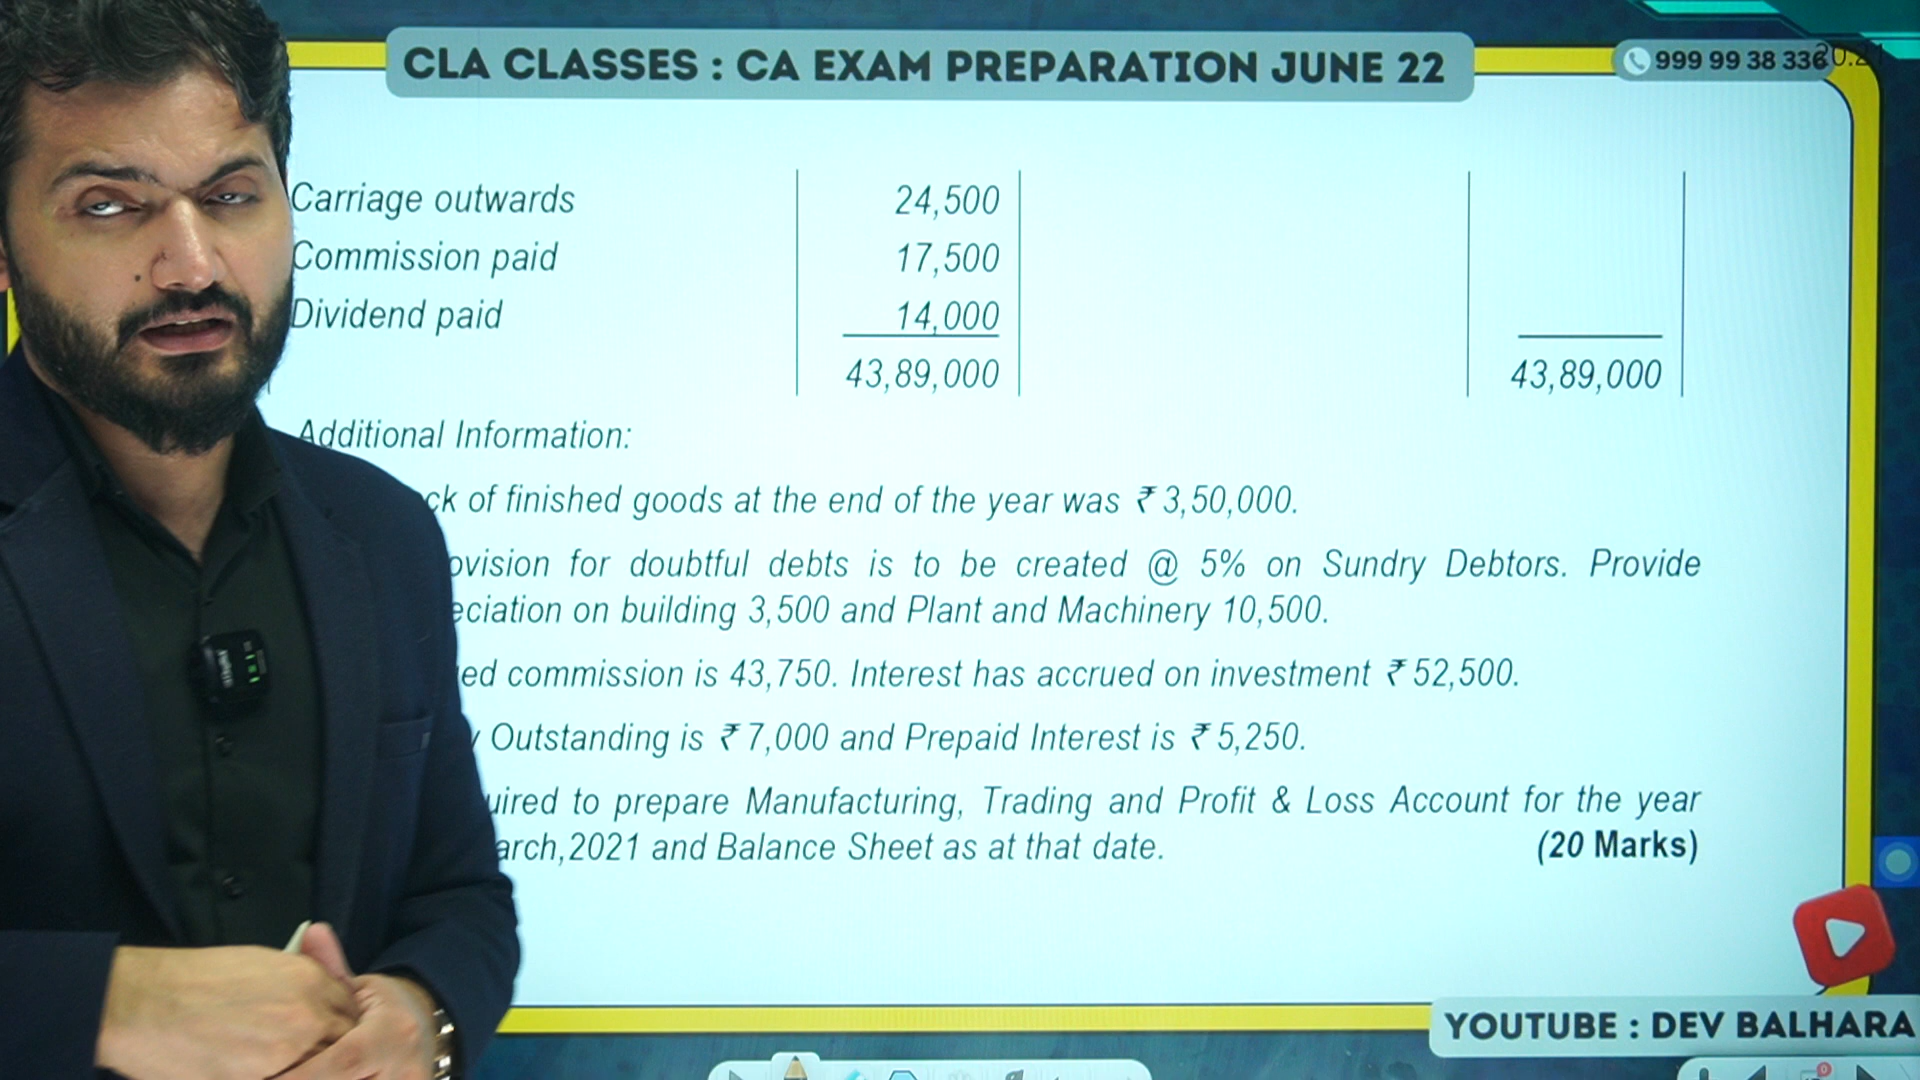 CLA CLASSES : CA EXAM PREPARATION JUNE 22
999 99 38 336
Carriage outwards 24,500
Commission paid 17,500
Dividend paid 14,000
43,89,000 43,89,000
Additional Information:
ck of finished goods at the end of the year was ₹ 3,50,000.
ovision for doubtful debts is to be created @ 5% on Sundry Debtors. Provide
eciation on building 3,500 and Plant and Machinery 10,500.
ed commission is 43,750. Interest has accrued on investment ₹ 52,500.
Outstanding is ₹ 7,000 and Prepaid Interest is ₹ 5,250.
uired to prepare Manufacturing, Trading and Profit & Loss Account for the year
arch,2021 and Balance Sheet as at that date. (20 Marks)
YOUTUBE : DEV BALHARA